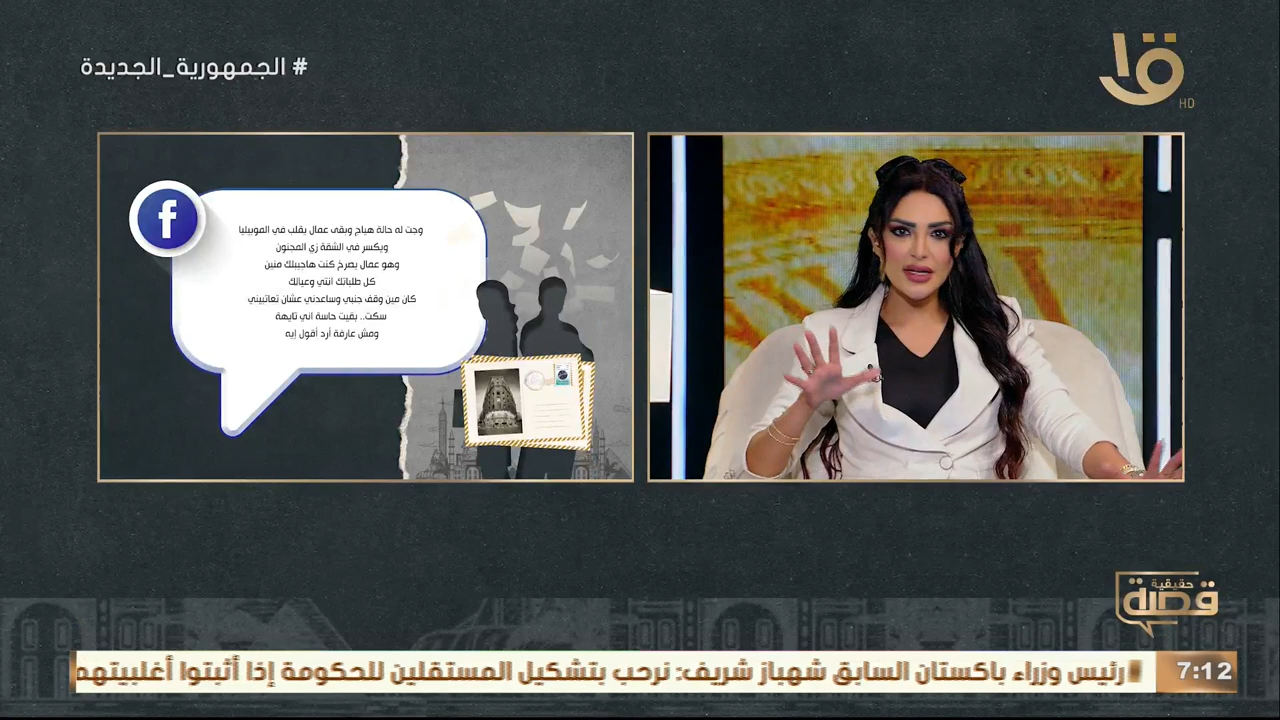 # الجمهورية_الجديدة
HD
f
وجت له حالة هياج وبقى عمال يقلب في الموبيليا
ويكسر في الشقة زي المجنون
وهو عمال يصرخ كنت هاجيبلك منين
كل طلباتك انتي وعيالك
كان مين وقف جنبي وساعدني عشان تعاتبيني
سكت.. بقيت حاسة اني تايهة
ومش عارفة أرد أقول إيه
قصة
حقيقية
رئيس وزراء باكستان السابق شهباز شريف: نرحب بتشكيل المستقلين للحكومة إذا أثبتوا أغلبيتهم
7:12